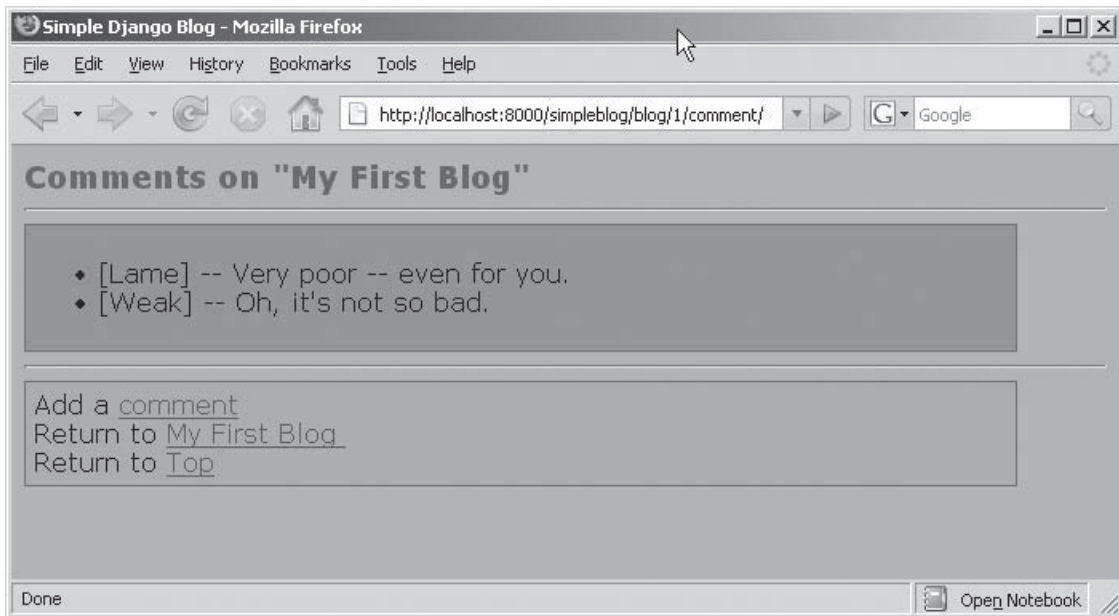 Simple Django Blog - Mozilla Firefox
File Edit View History Bookmarks Tools Help
http://localhost:8000/simpleblog/blog/1/comment/ G Google
Comments on "My First Blog"
• [Lame] -- Very poor -- even for you.
• [Weak] -- Oh, it's not so bad.
Add a comment
Return to My First Blog
Return to Top
Done Open Notebook